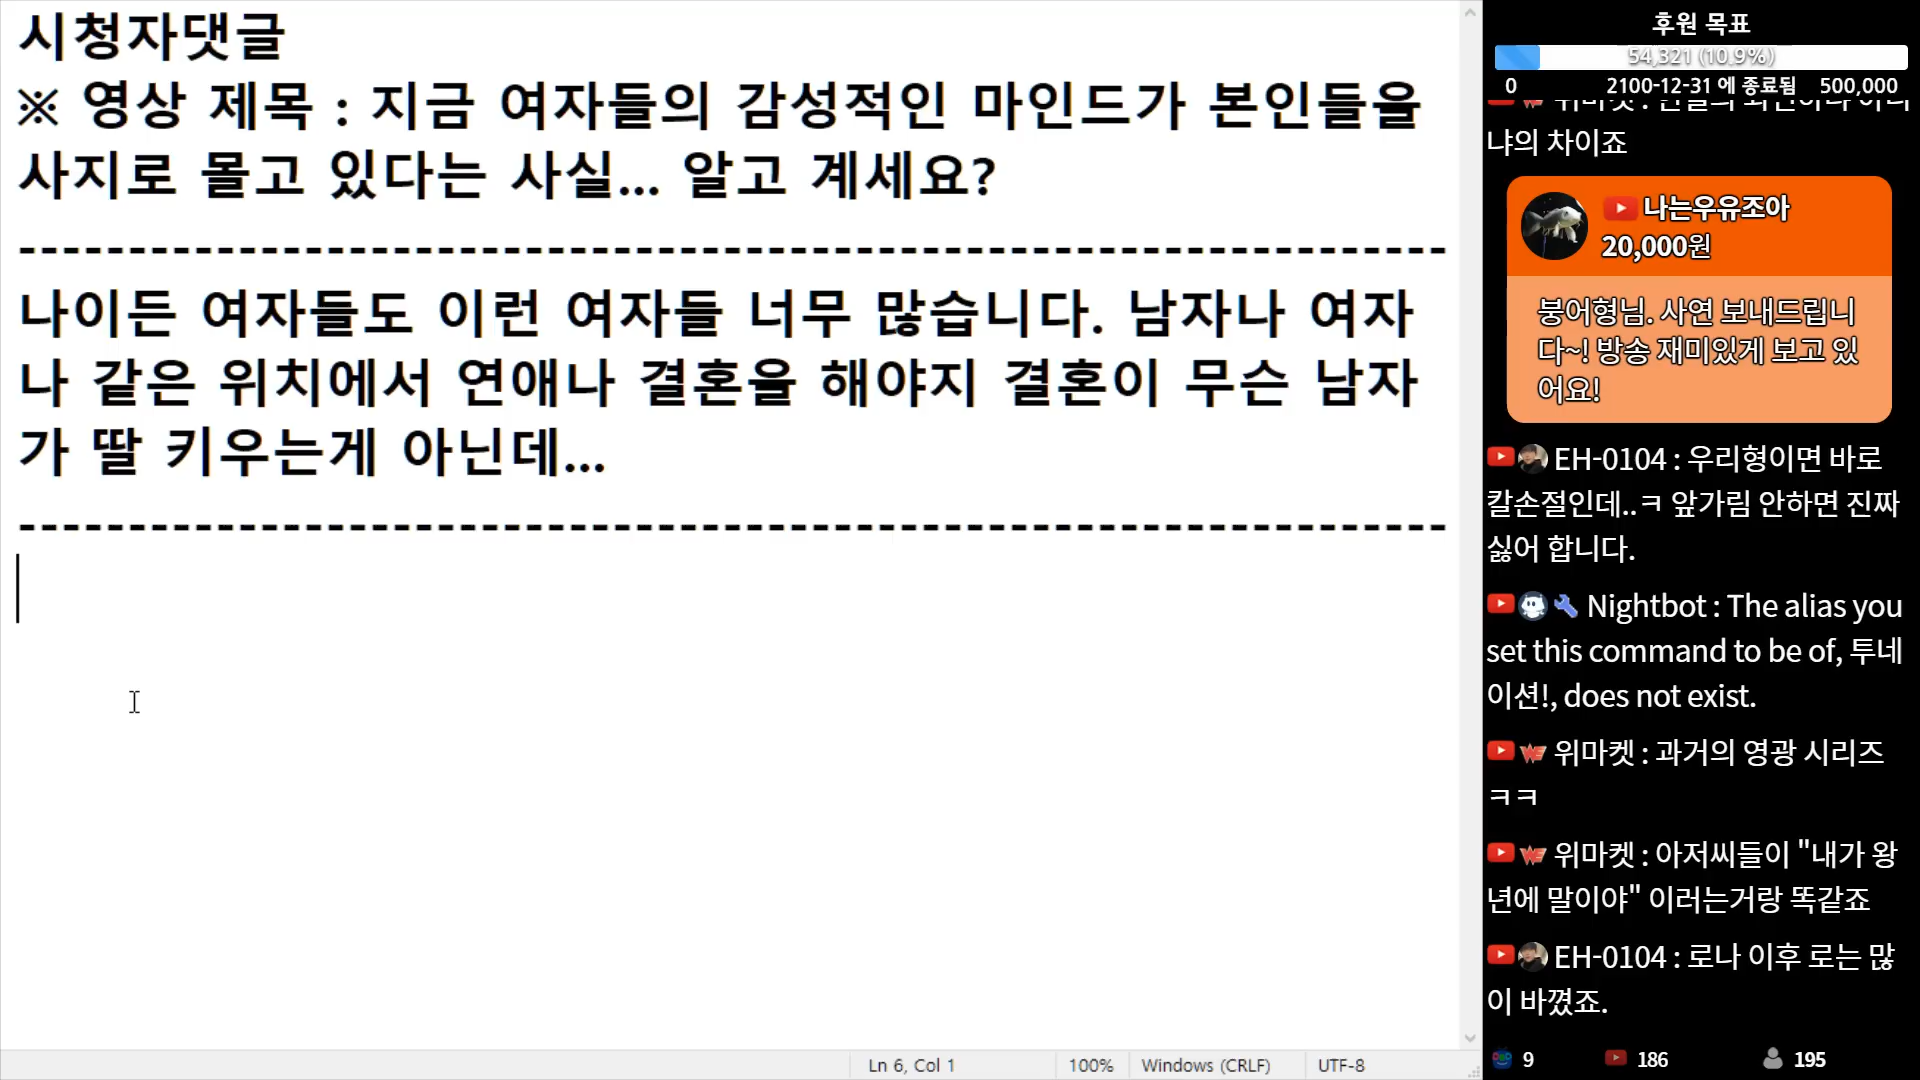 시청자댓글
※ 영상 제목 : 지금 여자들의 감성적인 마인드가 본인들을
사지로 몰고 있다는 사실... 알고 계세요?
------------------------------------------------------------------
나이든 여자들도 이런 여자들 너무 많습니다. 남자나 여자
나 같은 위치에서 연애나 결혼을 해야지 결혼이 무슨 남자
가 딸 키우는게 아닌데...
------------------------------------------------------------------
Ln 6, Col 1
100%
Windows (CRLF)
UTF-8
후원 목표
54,321 (10.9%)
0 2100-12-31 에 종료됨 500,000
냐의 차이죠
나는우유조아
20,000원
붕어형님. 사연 보내드립니
다~! 방송 재미있게 보고 있
어요!
EH-0104 : 우리형이면 바로
칼손절인데..ㅋ 앞가림 안하면 진짜
싫어 합니다.
Nightbot : The alias you
set this command to be of, 투네
이션!, does not exist.
위마켓 : 과거의 영광 시리즈
ㅋㅋ
위마켓 : 아저씨들이 "내가 왕
년에 말이야" 이러는거랑 똑같죠
EH-0104 : 로나 이후 로는 많
이 바꼈죠.
9 186 195